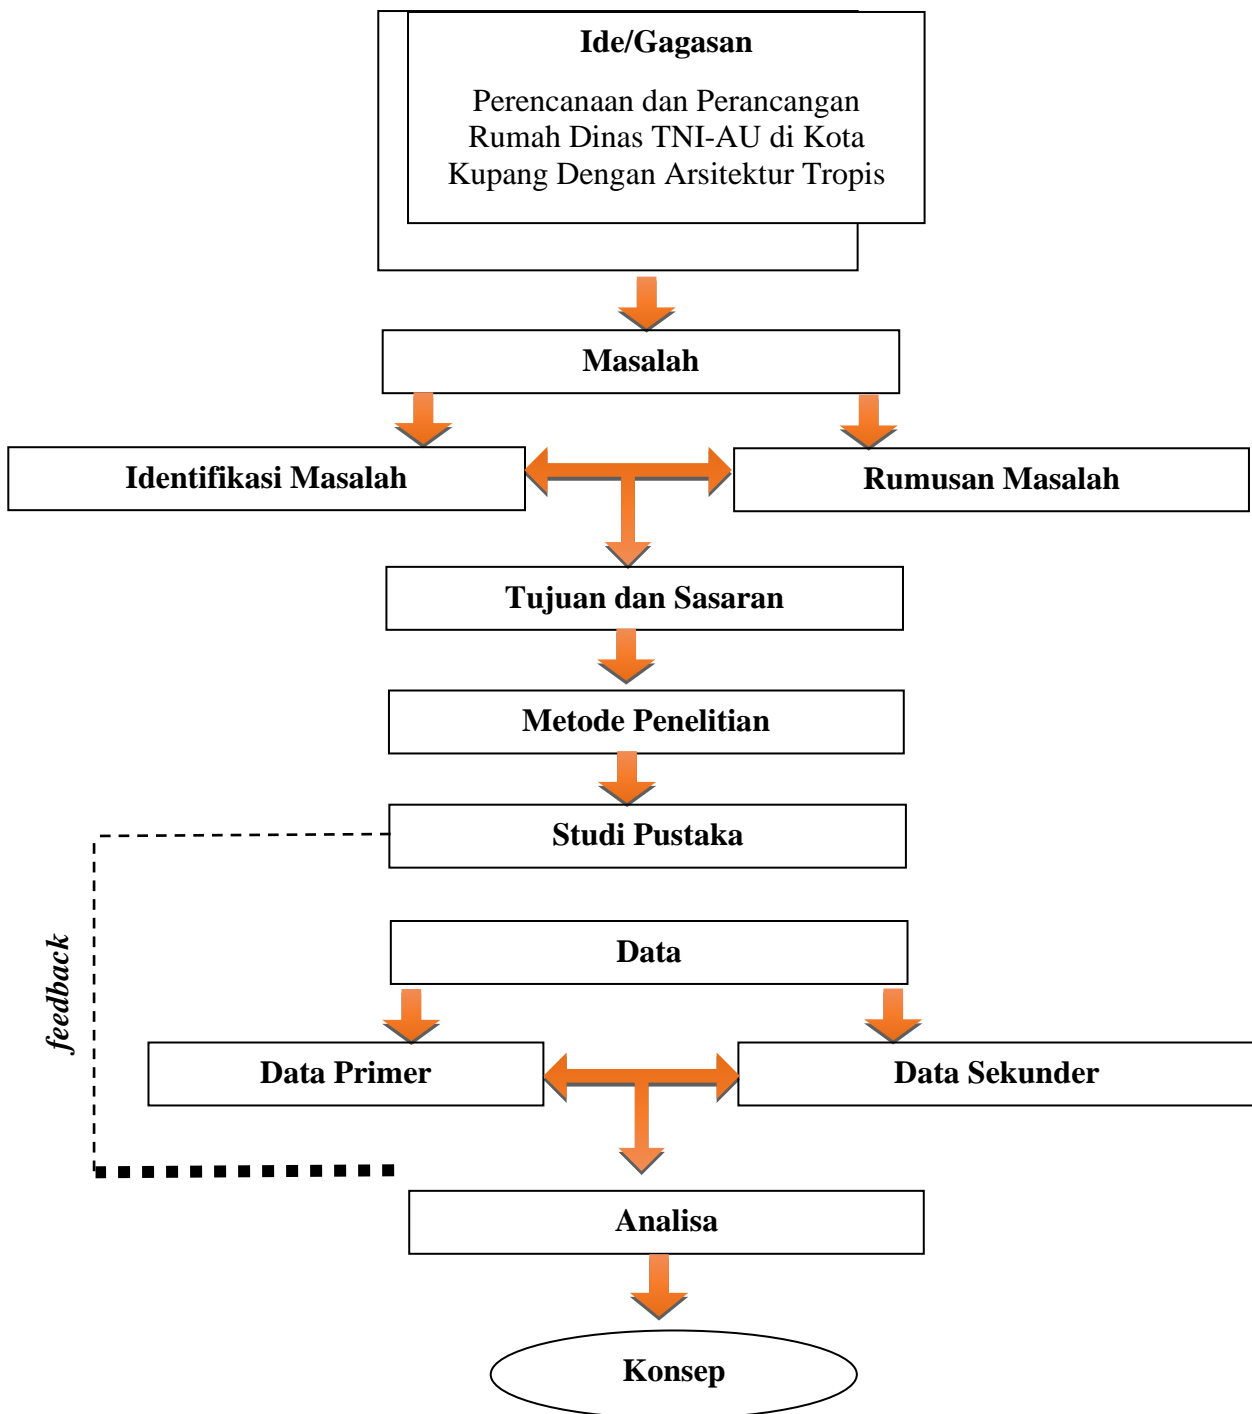 Ide/Gagasan
Perencanaan dan Perancangan
Rumah Dinas TNI-AU di Kota
Kupang Dengan Arsitektur Tropis
Masalah
Identifikasi Masalah
Rumusan Masalah
Tujuan dan Sasaran
Metode Penelitian
Studi Pustaka
feedback
Data
Data Primer
Data Sekunder
Analisa
Konsep